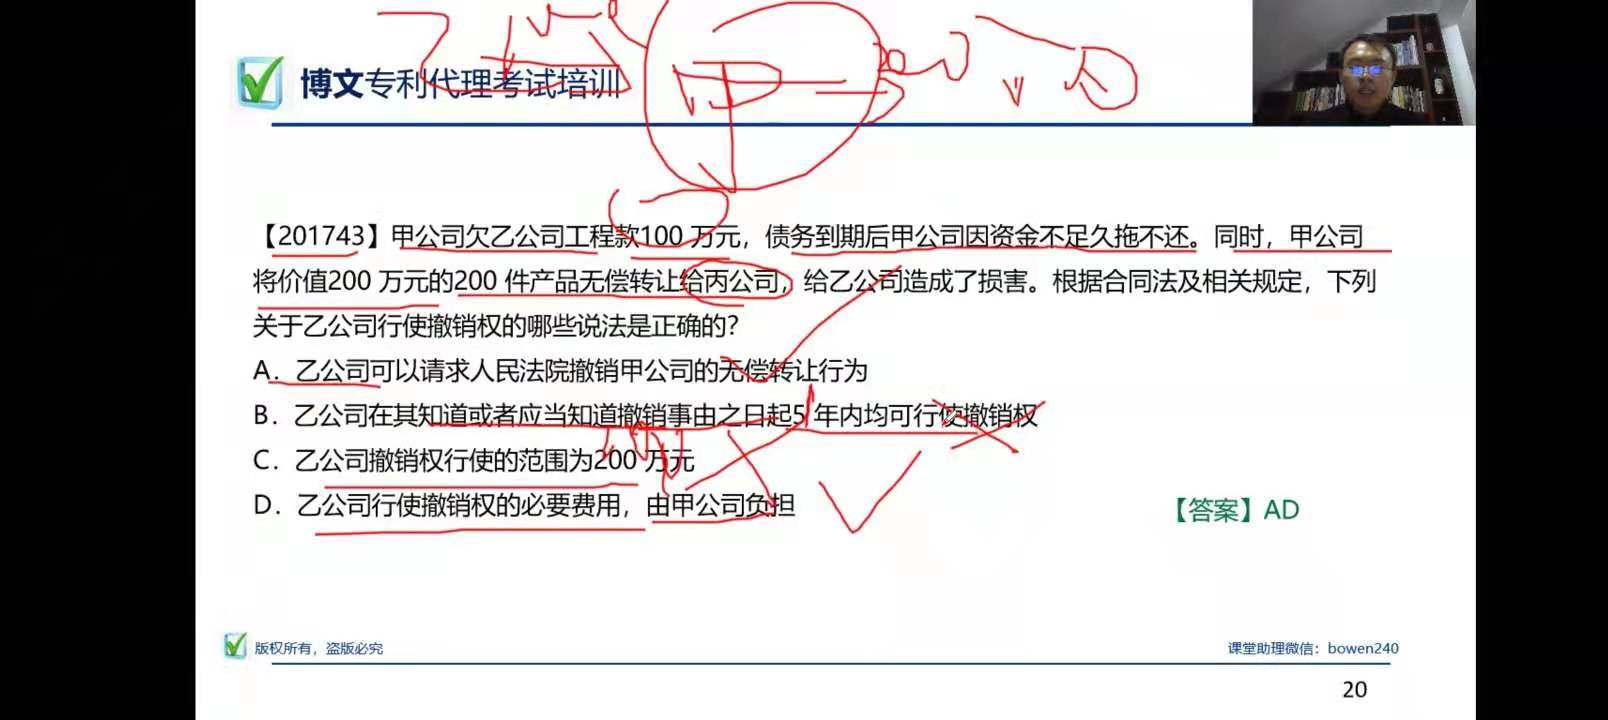 博文专利代理考试培训
【201743】甲公司欠乙公司工程款100 万元，债务到期后甲公司因资金不足久拖不还。同时，甲公司
将价值200 万元的200 件产品无偿转让给丙公司，给乙公司造成了损害。根据合同法及相关规定，下列
关于乙公司行使撤销权的哪些说法是正确的？
A. 乙公司可以请求人民法院撤销甲公司的无偿转让行为
B. 乙公司在其知道或者应当知道撤销事由之日起5 年内均可行使撤销权
C. 乙公司撤销权行使的范围为200 万元
D. 乙公司行使撤销权的必要费用，由甲公司负担
【答案】AD
版权所有，盗版必究
课堂助理微信：bowen240
20